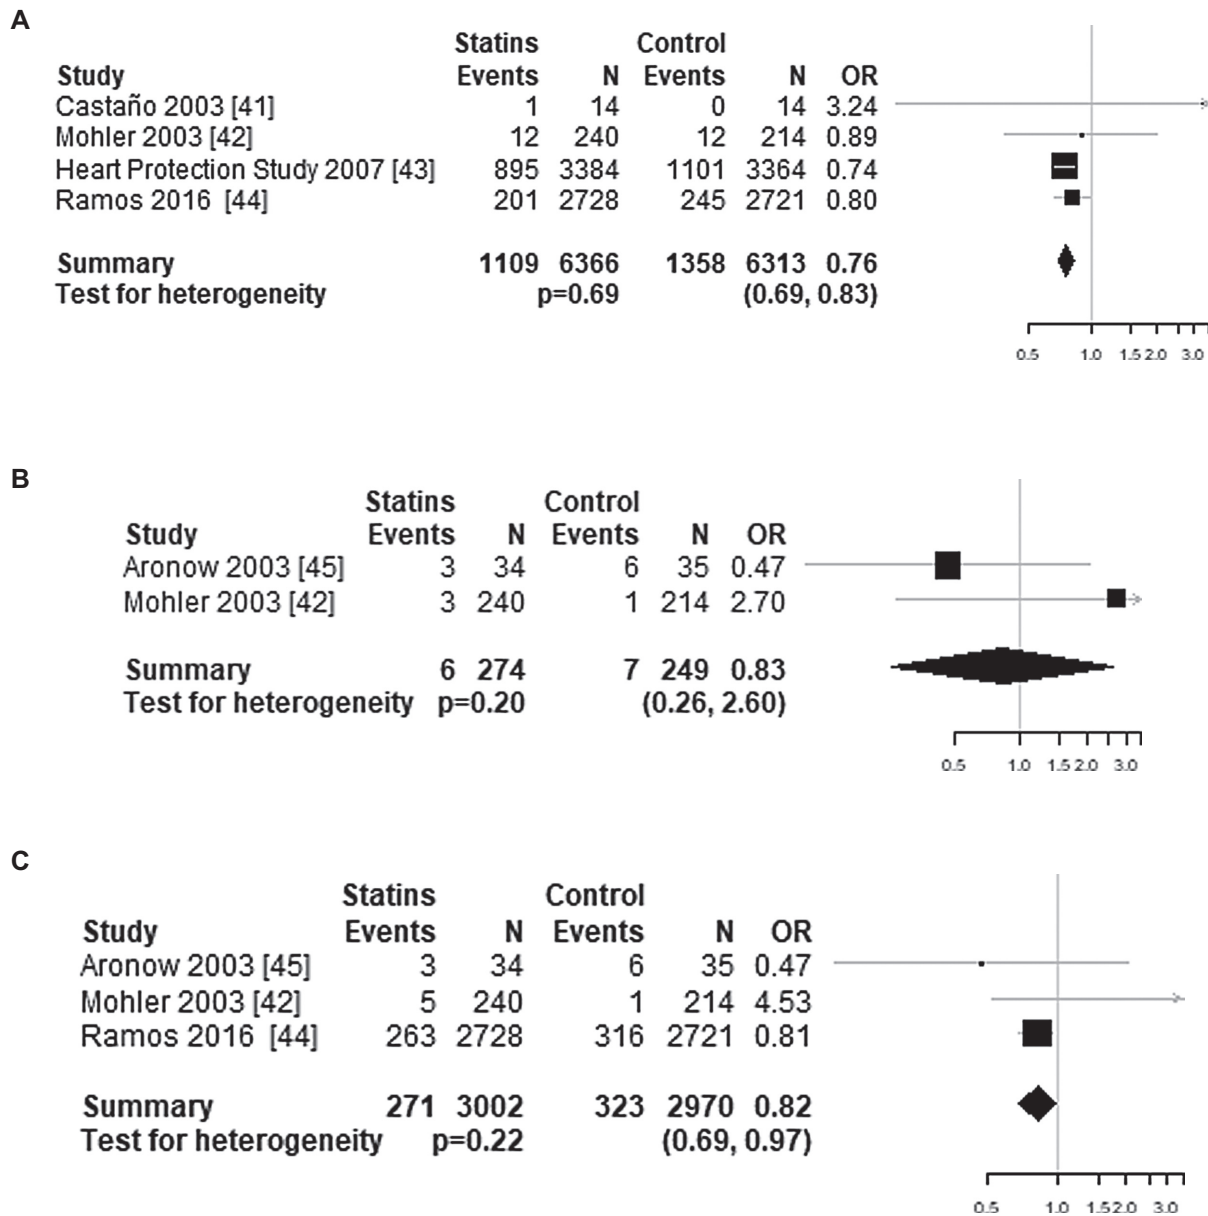 A
Statins Control
Study Events N Events N OR
Castaño 2003 [41] 1 14 0 14 3.24
Mohler 2003 [42] 12 240 12 214 0.89
Heart Protection Study 2007 [43] 895 3384 1101 3364 0.74
Ramos 2016 [44] 201 2728 245 2721 0.80
Summary 1109 6366 1358 6313 0.76
Test for heterogeneity p=0.69 (0.69, 0.83)
0.5 1.0 1.5 2.0 3.0
B
Statins Control
Study Events N Events N OR
Aronow 2003 [45] 3 34 6 35 0.47
Mohler 2003 [42] 3 240 1 214 2.70
Summary 6 274 7 249 0.83
Test for heterogeneity p=0.20 (0.26, 2.60)
0.5 1.0 1.5 2.0 3.0
C
Statins Control
Study Events N Events N OR
Aronow 2003 [45] 3 34 6 35 0.47
Mohler 2003 [42] 5 240 1 214 4.53
Ramos 2016 [44] 263 2728 316 2721 0.81
Summary 271 3002 323 2970 0.82
Test for heterogeneity p=0.22 (0.69, 0.97)
0.5 1.0 1.5 2.0 3.0